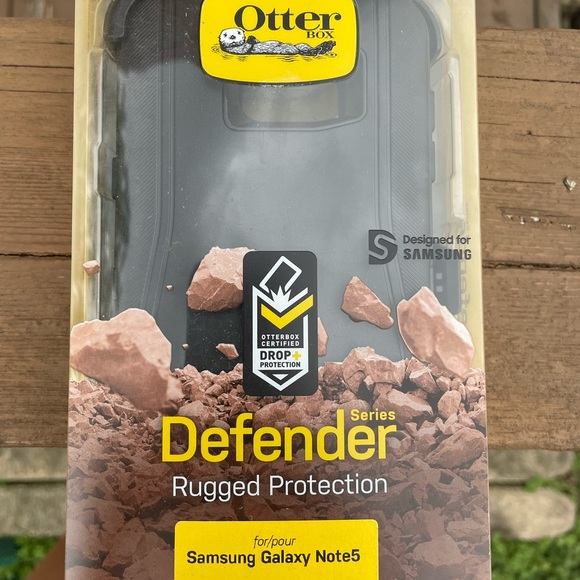 Otter
BOX
Designed for
SAMSUNG
OTTERBOX
CERTIFIED
DROP+
PROTECTION
Series
Defender
Rugged Protection
for/pour
Samsung Galaxy Note5